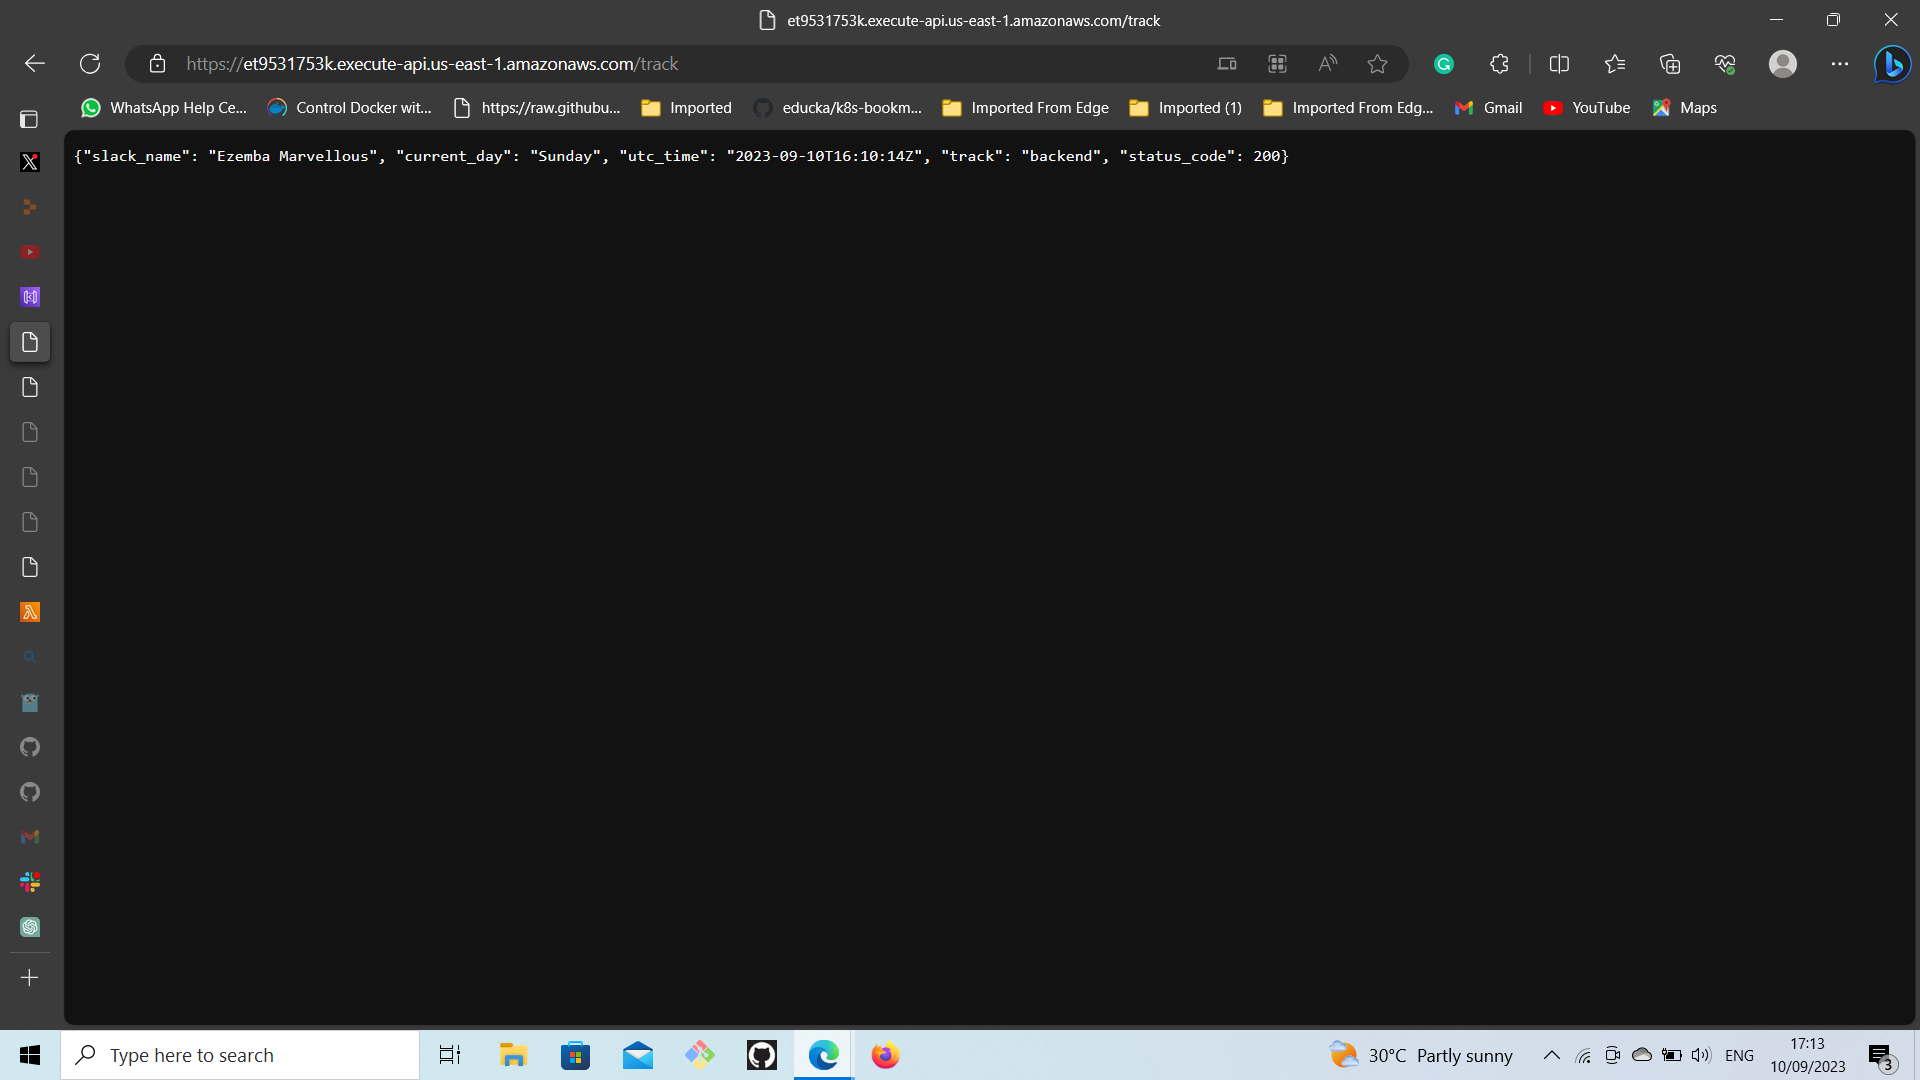 et9531753k.execute-api.us-east-1.amazonaws.com/track
https://et9531753k.execute-api.us-east-1.amazonaws.com/track
WhatsApp Help Ce... Control Docker wit... https://raw.githubu... Imported educka/k8s-bookm... Imported From Edge Imported (1) Imported From Edg... Gmail YouTube Maps
{"slack_name": "Ezemba Marvellous", "current_day": "Sunday", "utc_time": "2023-09-10T16:10:14Z", "track": "backend", "status_code": 200}
Type here to search
30°C Partly sunny
ENG
17:13
10/09/2023
3